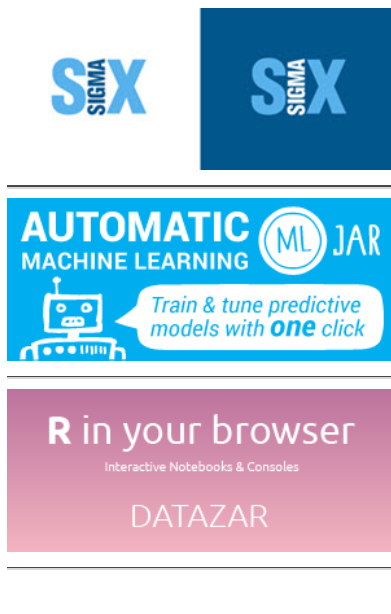 SIGMA SIX
SIGMA SIX
AUTOMATIC
MACHINE LEARNING
ML JAR
Train & tune predictive
models with one click
R in your browser
Interactive Notebooks & Consoles
DATAZAR